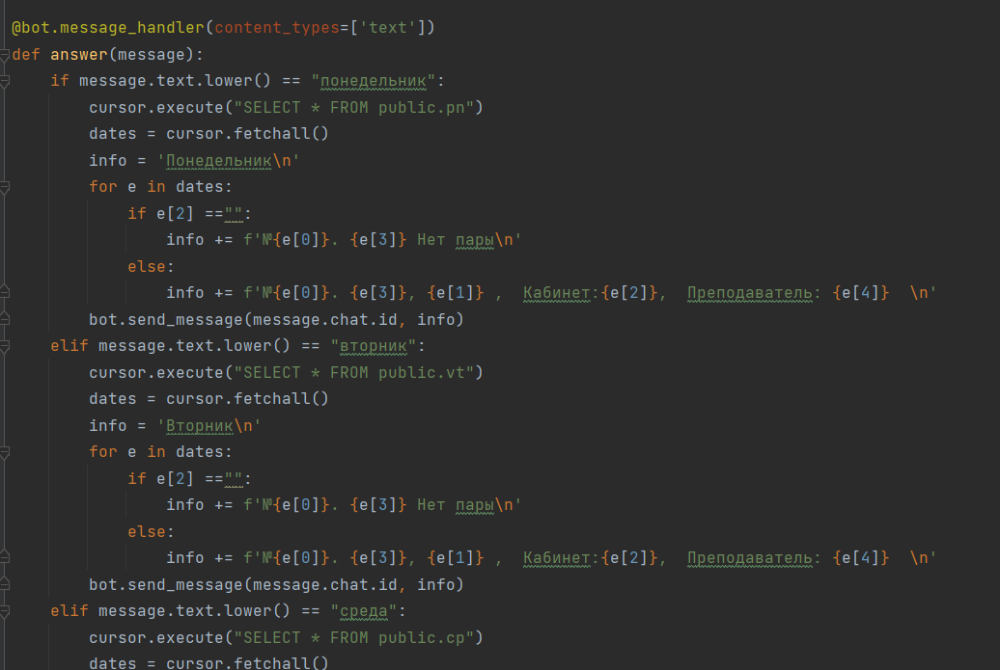 @bot.message_handler(content_types=['text'])
def answer(message):
    if message.text.lower() == "понедельник":
        cursor.execute("SELECT * FROM public.pn")
        dates = cursor.fetchall()
        info = 'Понедельник\n'
        for e in dates:
            if e[2] =="":
                info += f'№{e[0]}. {e[3]} Нет пары\n'
            else:
                info += f'№{e[0]}. {e[3]}, {e[1]} ,  Кабинет:{e[2]},  Преподаватель: {e[4]}  \n'
        bot.send_message(message.chat.id, info)
    elif message.text.lower() == "вторник":
        cursor.execute("SELECT * FROM public.vt")
        dates = cursor.fetchall()
        info = 'Вторник\n'
        for e in dates:
            if e[2] =="":
                info += f'№{e[0]}. {e[3]} Нет пары\n'
            else:
                info += f'№{e[0]}. {e[3]}, {e[1]} ,  Кабинет:{e[2]},  Преподаватель: {e[4]}  \n'
        bot.send_message(message.chat.id, info)
    elif message.text.lower() == "среда":
        cursor.execute("SELECT * FROM public.cp")
        dates = cursor.fetchall()